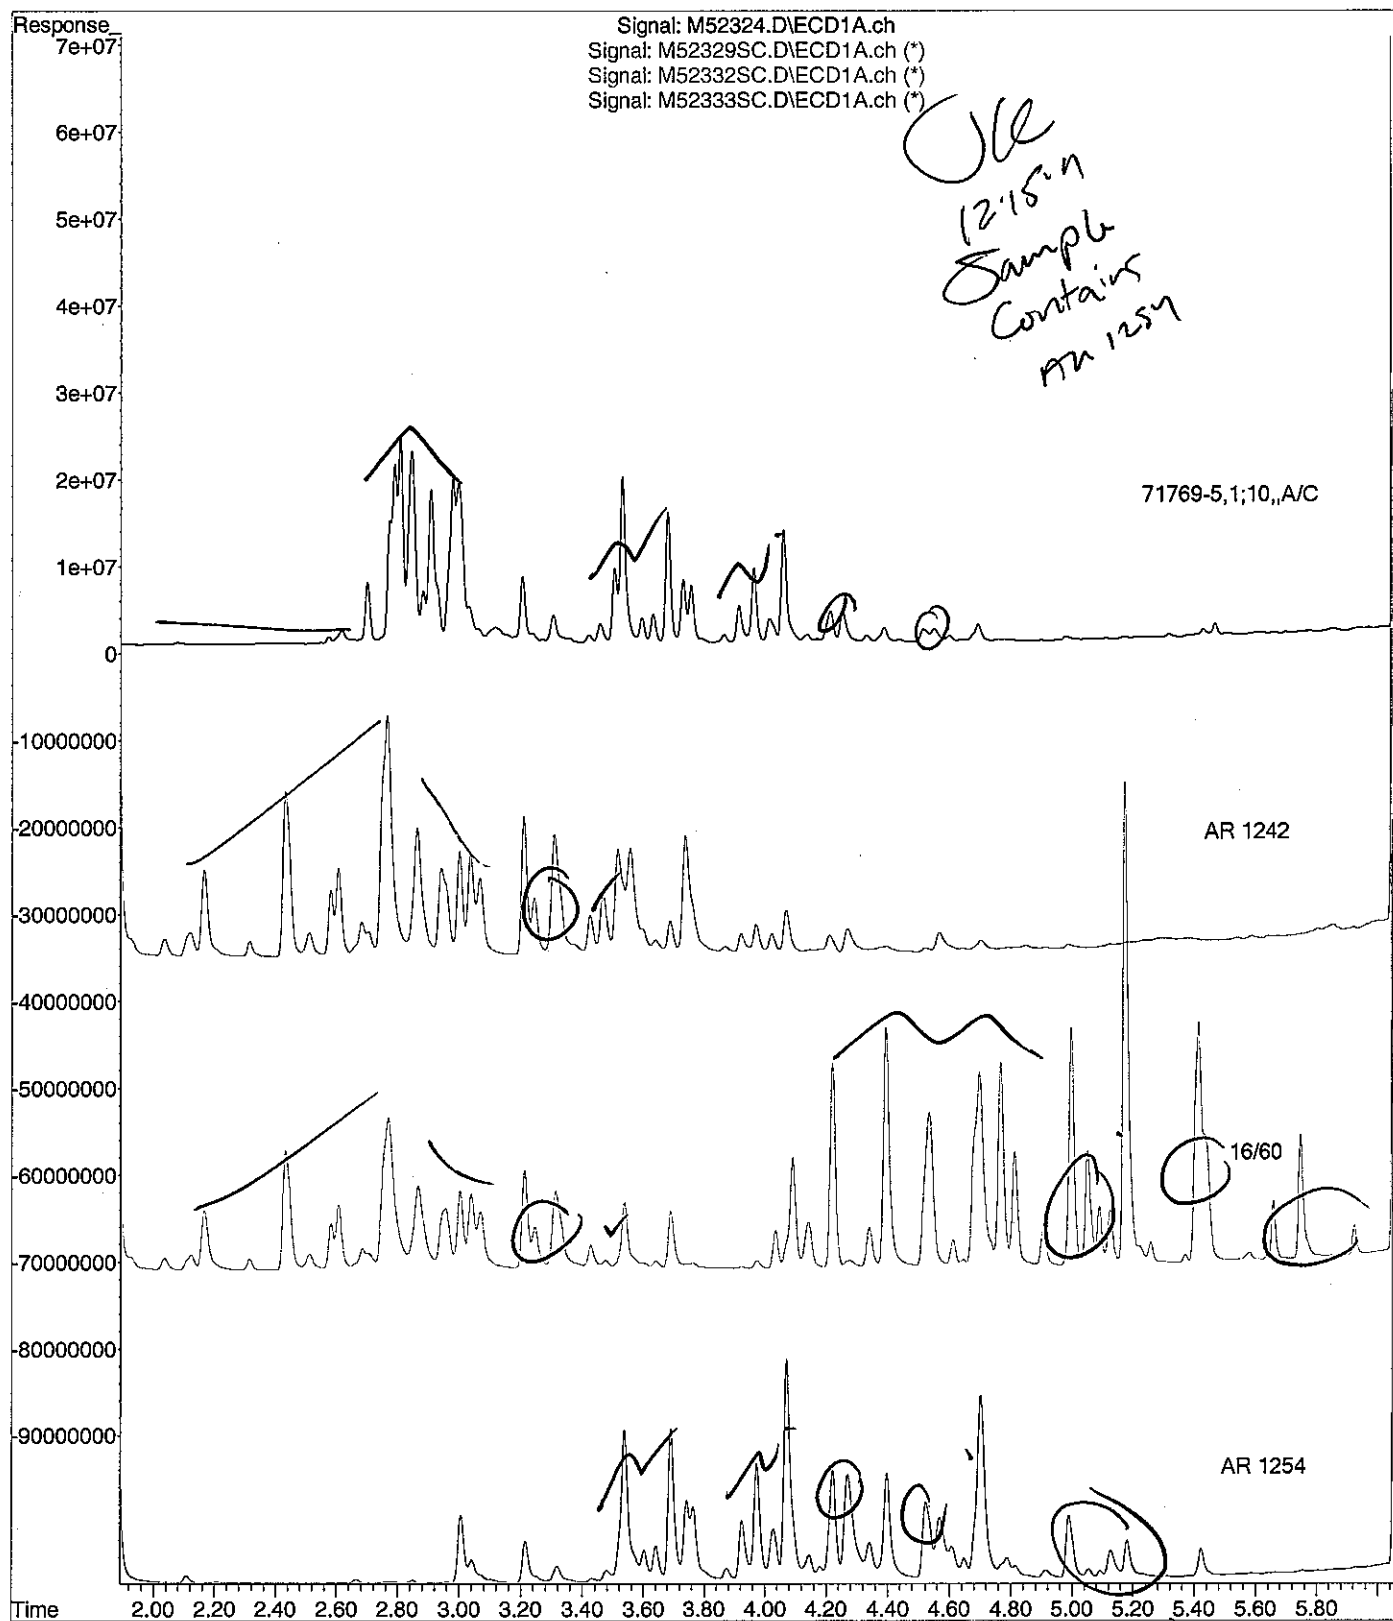 Response_
Signal: M52324.D\ECD1A.ch
Signal: M52329SC.D\ECD1A.ch (*)
Signal: M52332SC.D\ECD1A.ch (*)
Signal: M52333SC.D\ECD1A.ch (*)
7e+07
6e+07
5e+07
4e+07
3e+07
2e+07
1e+07
0
-10000000
-20000000
-30000000
-40000000
-50000000
-60000000
-70000000
-80000000
-90000000
Sample
Contains
AR 1254
71769-5,1;10,,A/C
AR 1242
16/60
AR 1254
Time
2.00 2.20 2.40 2.60 2.80 3.00 3.20 3.40 3.60 3.80 4.00 4.20 4.40 4.60 4.80 5.00 5.20 5.40 5.60 5.80